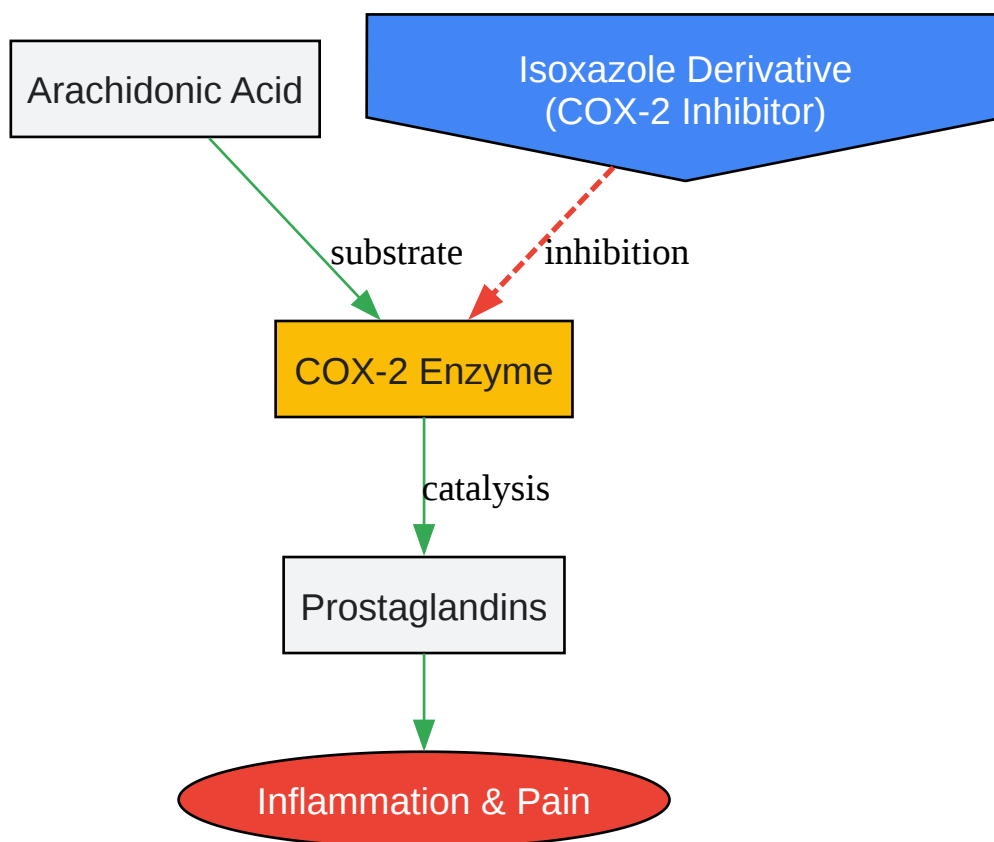 Arachidonic Acid
Isoxazole Derivative
(COX-2 Inhibitor)
substrate
inhibition
COX-2 Enzyme
catalysis
Prostaglandins
Inflammation & Pain